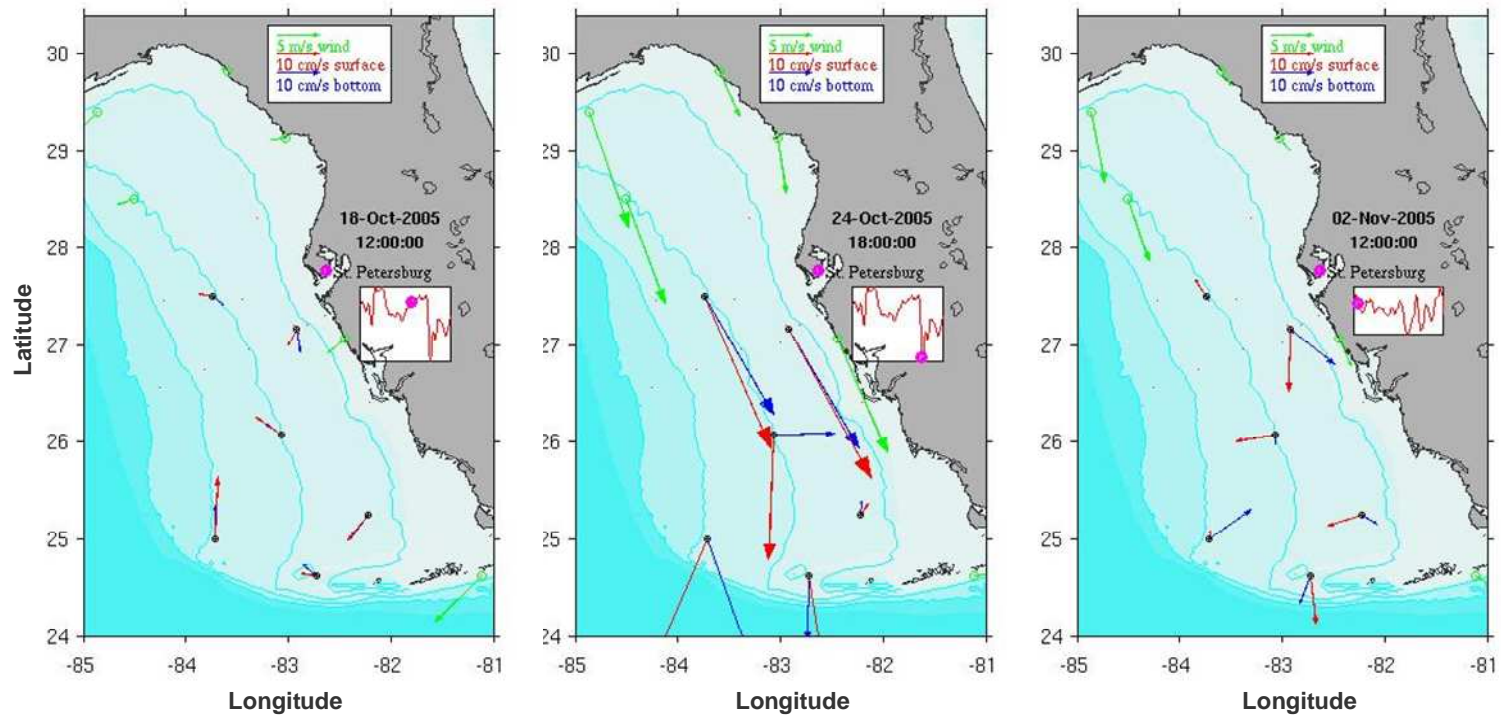 5 m/s wind
10 cm/s surface
10 cm/s bottom
18-Oct-2005
12:00:00
St. Petersburg
30
29
28
27
26
25
24
Latitude
-85
-84
-83
-82
-81
Longitude
5 m/s wind
10 cm/s surface
10 cm/s bottom
24-Oct-2005
18:00:00
St. Petersburg
30
29
28
27
26
25
24
-85
-84
-83
-82
-81
Longitude
5 m/s wind
10 cm/s surface
10 cm/s bottom
02-Nov-2005
12:00:00
St. Petersburg
30
29
28
27
26
25
24
-85
-84
-83
-82
-81
Longitude